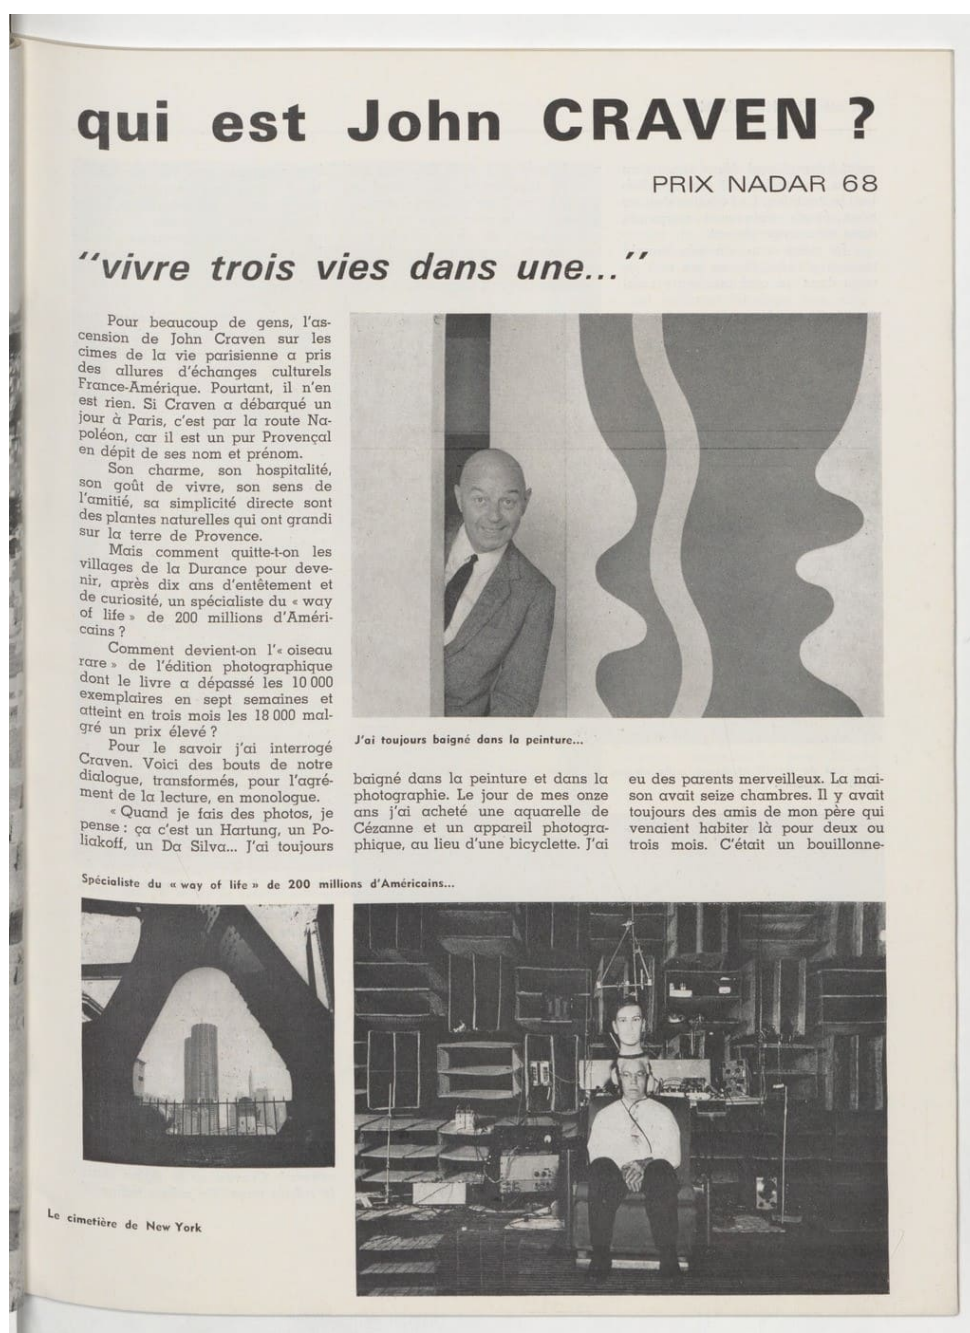 qui est John CRAVEN ?
PRIX NADAR 68
“vivre trois vies dans une...”
Pour beaucoup de gens, l'as-
cension de John Craven sur les
cimes de la vie parisienne a pris
des allures d'échanges culturels
France-Amérique. Pourtant, il n'en
est rien. Si Craven a débarqué un
jour à Paris, c'est par la route Na-
poléon, car il est un pur Provençal
en dépit de ses nom et prénom.
Son charme, son hospitalité,
son goût de vivre, son sens de
l'amitié, sa simplicité directe sont
des plantes naturelles qui ont grandi
sur la terre de Provence.
Mais comment quitte-t-on les
villages de la Durance pour deve-
nir, après dix ans d'entêtement et
de curiosité, un spécialiste du « way
of life » de 200 millions d'Améri-
cains ?
Comment devient-on l'« oiseau
rare » de l'édition photographique
dont le livre a dépassé les 10 000
exemplaires en sept semaines et
atteint en trois mois les 18 000 mal-
gré un prix élevé ?
Pour le savoir j'ai interrogé
Craven. Voici des bouts de notre
dialogue, transformés, pour l'agré-
ment de la lecture, en monologue.
« Quand je fais des photos, je
pense : ça c'est un Hartung, un Po-
liakoff, un Da Silva... J'ai toujours
J'ai toujours baigné dans la peinture...
baigné dans la peinture et dans la
photographie. Le jour de mes onze
ans j'ai acheté une aquarelle de
Cézanne et un appareil photogra-
phique, au lieu d'une bicyclette. J'ai
eu des parents merveilleux. La mai-
son avait seize chambres. Il y avait
toujours des amis de mon père qui
venaient habiter là pour deux ou
trois mois. C'était un bouillonne-
Spécialiste du « way of life » de 200 millions d'Américains...
Le cimetière de New York